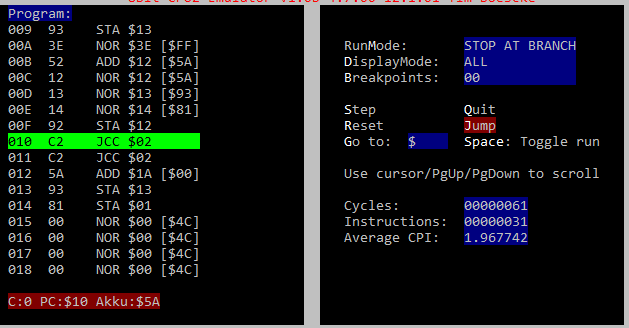 Program:
009 93 STA $13
00A 3E NOR $3E [$FF]
00B 52 ADD $12 [$5A]
00C 12 NOR $12 [$5A]
00D 13 NOR $13 [$93]
00E 14 NOR $14 [$81]
00F 92 STA $12
010 C2 JCC $02
011 C2 JCC $02
012 5A ADD $1A [$00]
013 93 STA $13
014 81 STA $01
015 00 NOR $00 [$4C]
016 00 NOR $00 [$4C]
017 00 NOR $00 [$4C]
018 00 NOR $00 [$4C]
C:0 PC:$10 Akku:$5A
RunMode: STOP AT BRANCH
DisplayMode: ALL
Breakpoints: 00
Step Quit
Reset Jump
Go to: $ Space: Toggle run
Use cursor/PgUp/PgDown to scroll
Cycles: 00000061
Instructions: 00000031
Average CPI: 1.967742